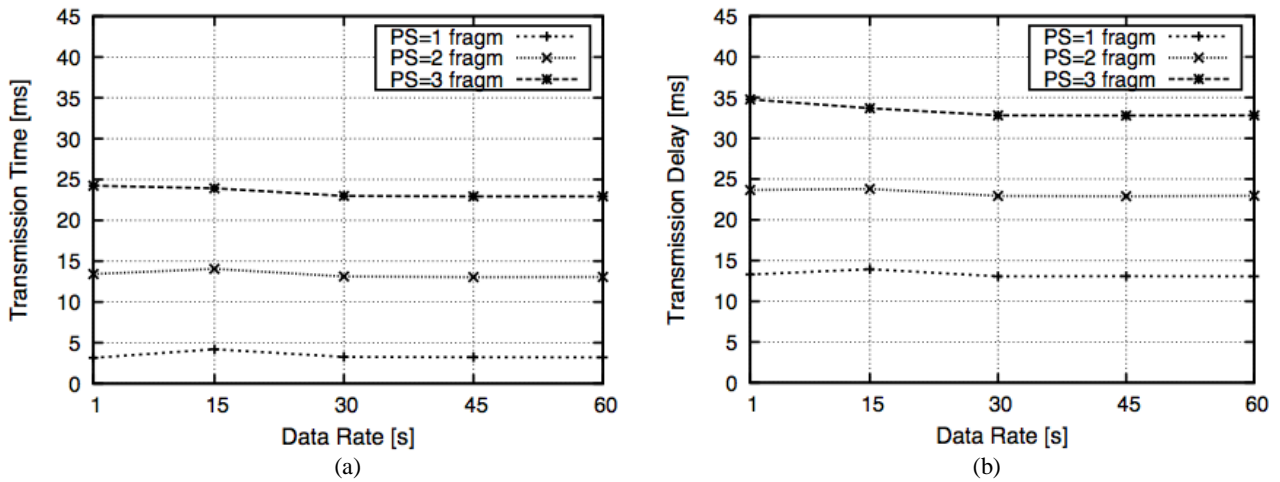 45
40
35
30
25
20
15
10
5
0
Transmission Time [ms]
PS=1 fragm
PS=2 fragm
PS=3 fragm
1 15 30 45 60
Data Rate [s]
(a)
45
40
35
30
25
20
15
10
5
0
Transmission Delay [ms]
PS=1 fragm
PS=2 fragm
PS=3 fragm
1 15 30 45 60
Data Rate [s]
(b)